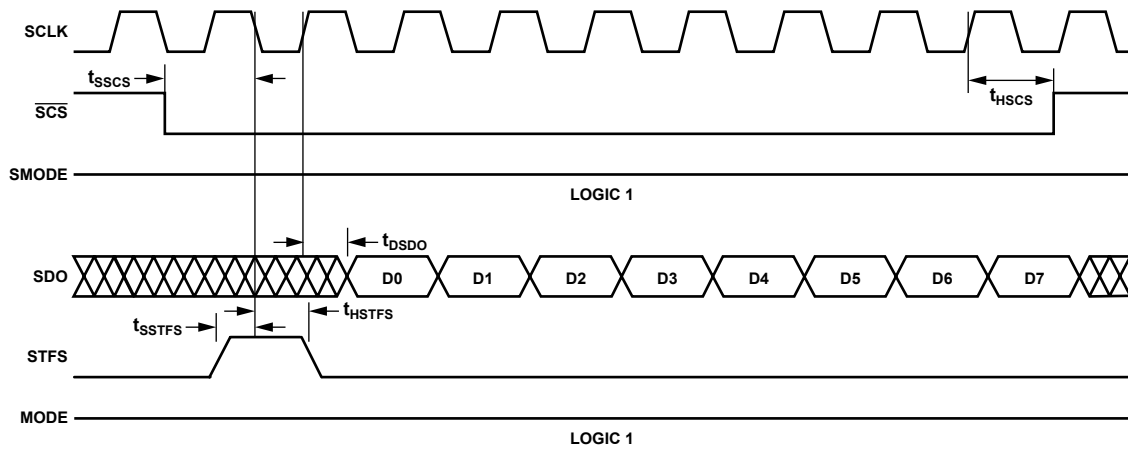 SCLK
tSSCS
tHSCS
SCS
SMODE
LOGIC 1
tDSDO
SDO
D0 D1 D2 D3 D4 D5 D6 D7
tSSTFS
tHSTFS
STFS
MODE
LOGIC 1